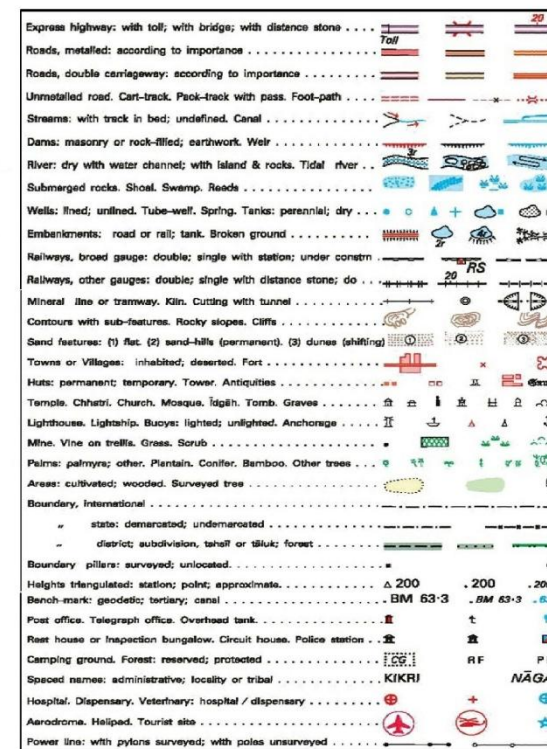 Express highway: with toll; with bridge; with distance stone . . . . Toll 20
Roads, metalled: according to importance
Roads, double carriageway: according to importance
Unmetalled road. Cart-track. Pack-track with pass. Foot-path
Streams: with track in bed; undefined. Canal
Dams: masonry or rock-filled; earthwork. Weir
River: dry with water channel; with island & rocks. Tidal river 3r
Submerged rocks. Shoal. Swamp. Reeds
Wells: lined; unlined. Tube-well. Spring. Tanks: perennial; dry
Embankments: road or rail; tank. Broken ground 2r 4r
Railways, broad gauge: double; single with station; under constrn RS
Railways, other gauges: double; single with distance stone; do 20
Mineral line or tramway. Kiln. Cutting with tunnel
Contours with sub-features. Rocky slopes. Cliffs
Sand features: (1) flat. (2) sand-hills (permanent). (3) dunes (shifting) 1 2 3
Towns or Villages: inhabited; deserted. Fort
Huts: permanent; temporary. Tower. Antiquities
Temple. Chhatri. Church. Mosque. Īdgāh. Tomb. Graves
Lighthouse. Lightship. Buoys: lighted; unlighted. Anchorage
Mine. Vine on trellis. Grass. Scrub
Palms: palmyra; other. Plantain. Conifer. Bamboo. Other trees
Areas: cultivated; wooded. Surveyed tree
Boundary, international
„ state: demarcated; undemarcated
„ district; subdivision, tahsīl or tāluk; forest
Boundary pillars: surveyed; unlocated.
Heights triangulated: station; point; approximate. 200 .200 .200
Bench-mark: geodetic; tertiary; canal .BM 63·3 .BM 63·3
Post office. Telegraph office. Overhead tank. t
Rest house or inspection bungalow. Circuit house. Police station
Camping ground. Forest: reserved; protected CG RF P
Spaced names: administrative; locality or tribal KIKRI NĀGA
Hospital. Dispensary. Veterinary: hospital / dispensary
Aerodrome. Helipad. Tourist site
Power line: with pylons surveyed; with poles unsurveyed